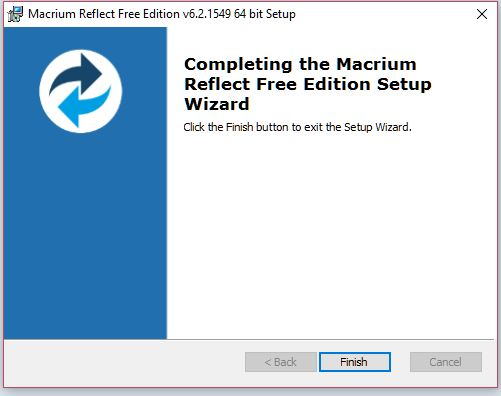 Macrium Reflect Free Edition v6.2.1549 64 bit Setup
Completing the Macrium
Reflect Free Edition Setup
Wizard
Click the Finish button to exit the Setup Wizard.
< Back Finish Cancel